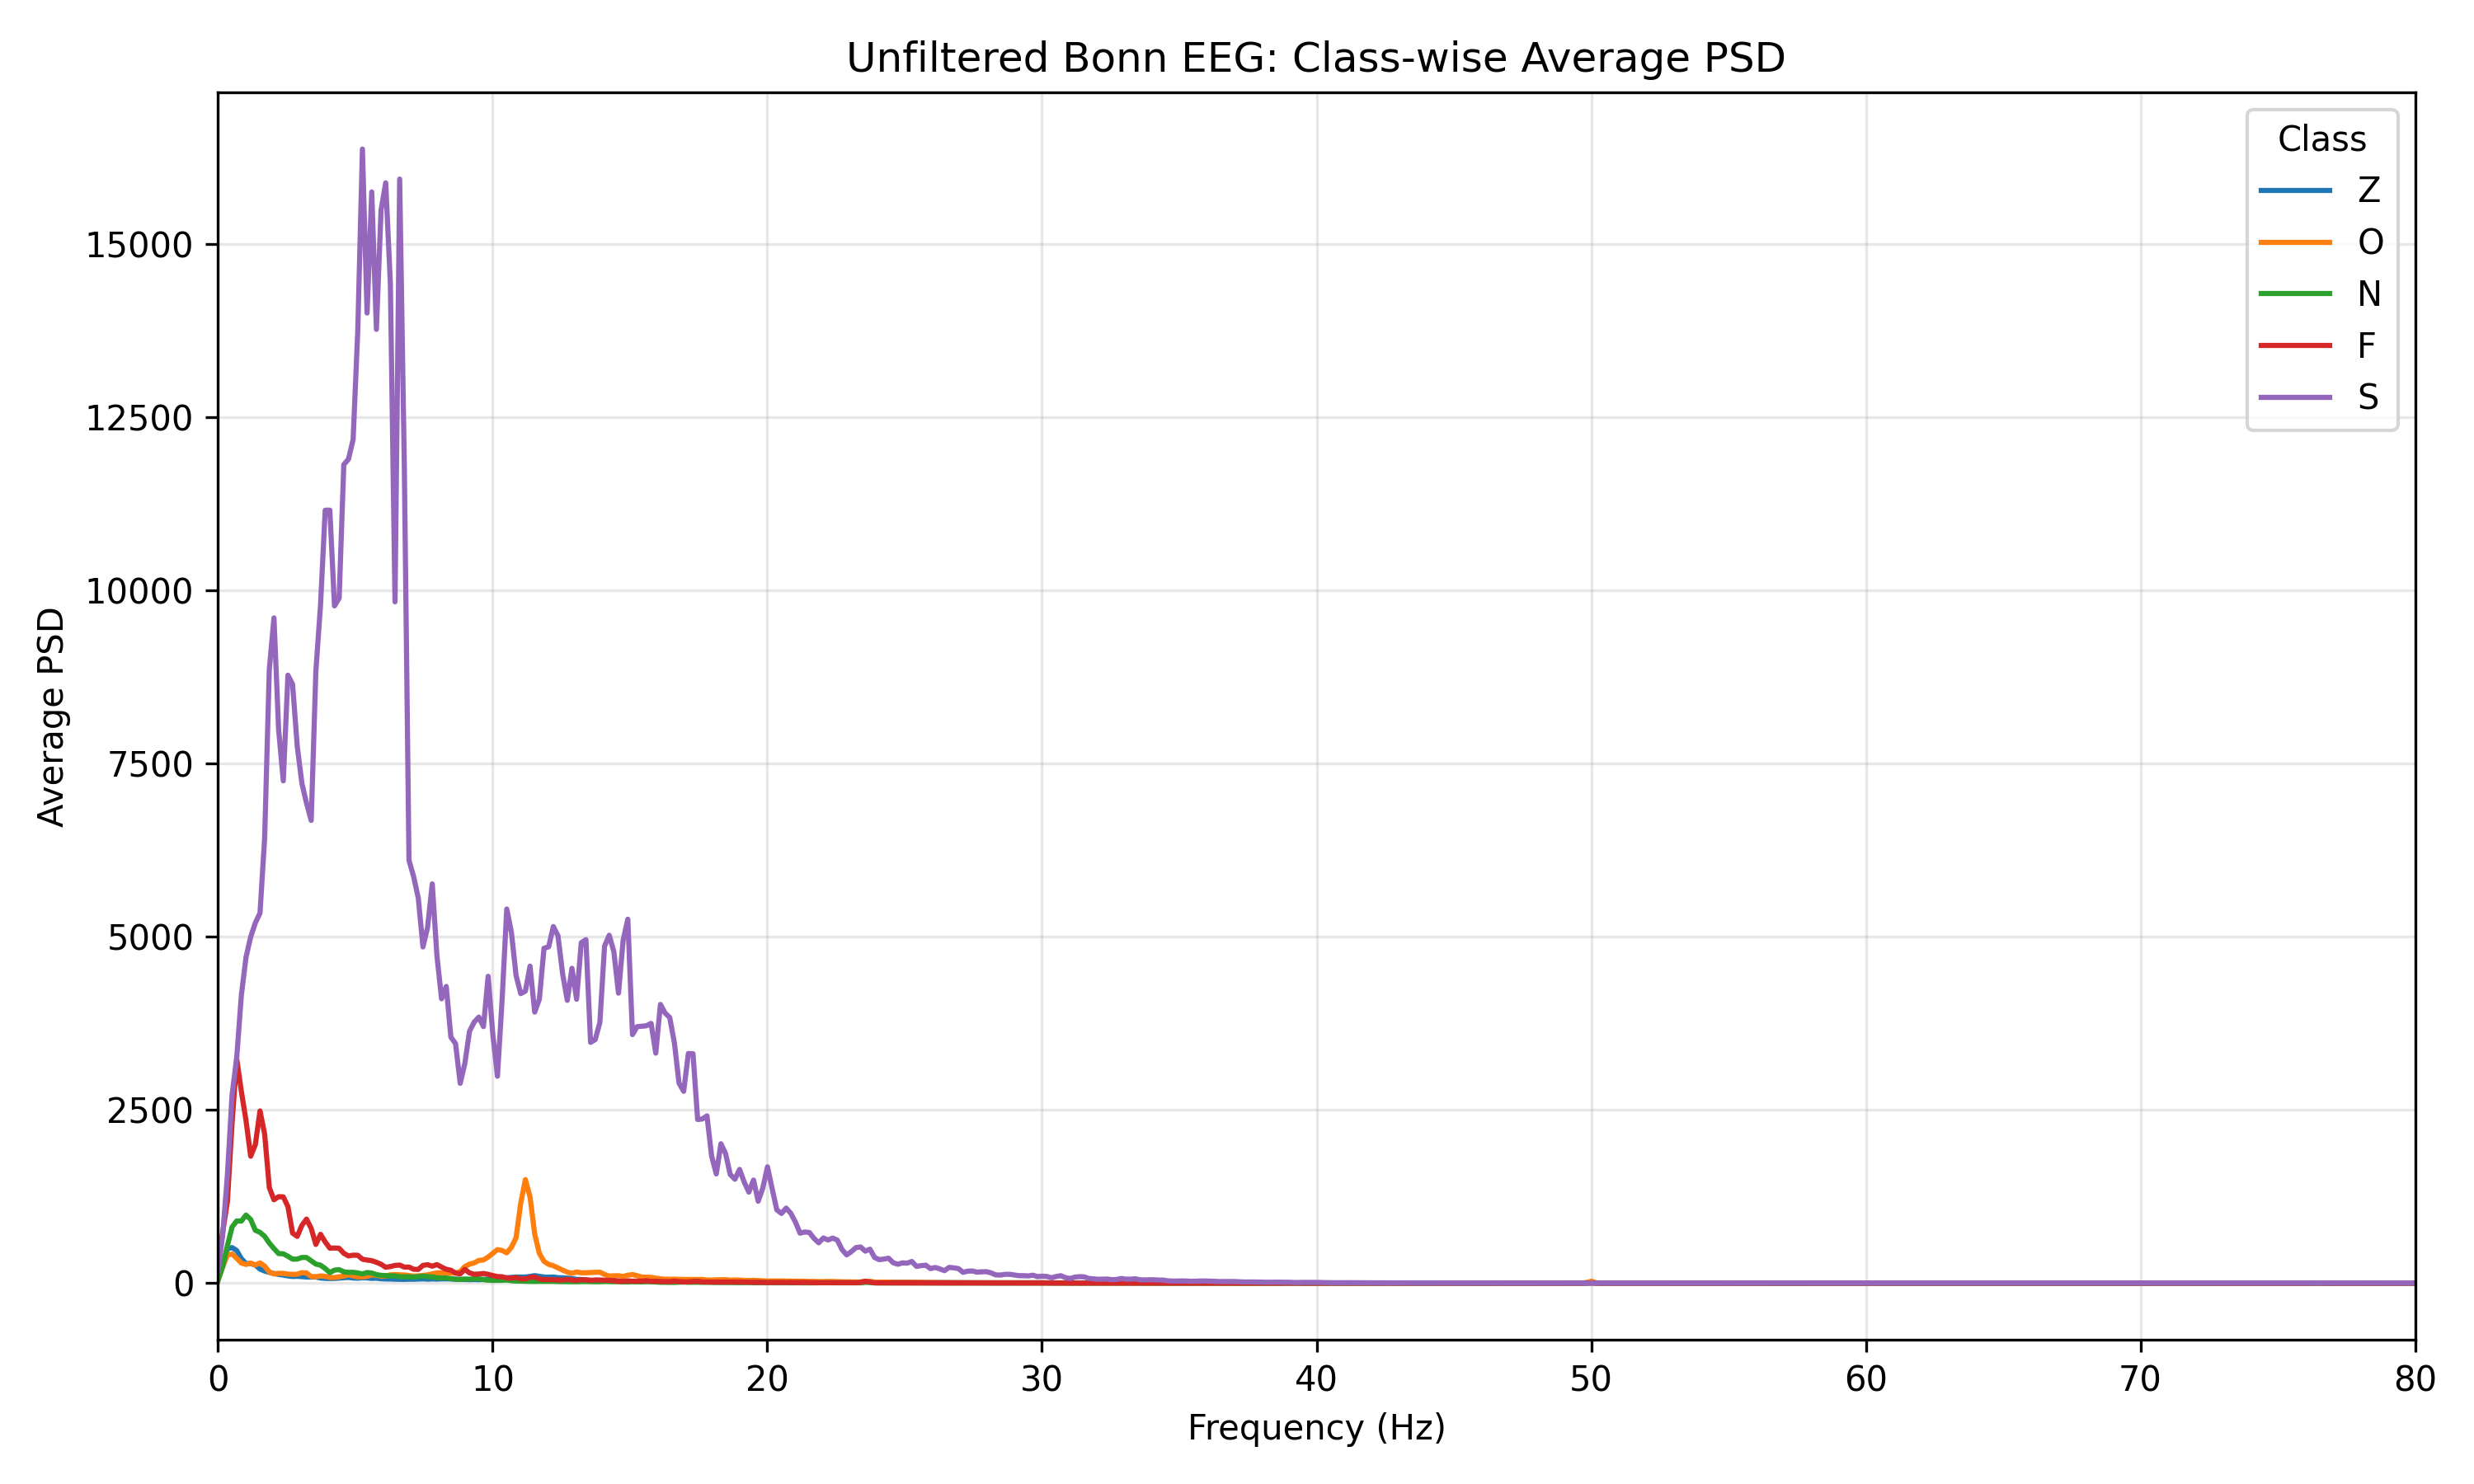 Unfiltered Bonn EEG: Class-wise Average PSD
Class
Z
O
N
F
S
Average PSD
15000
12500
10000
7500
5000
2500
0
0 10 20 30 40 50 60 70 80
Frequency (Hz)